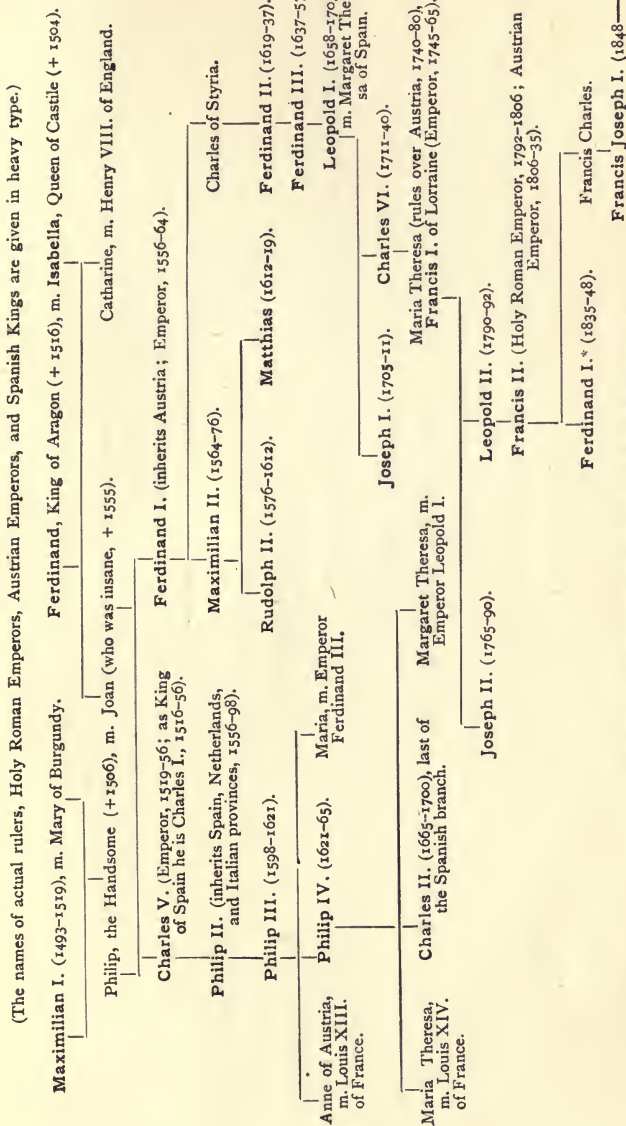 (The names of actual rulers, Holy Roman Emperors, Austrian Emperors, and Spanish Kings are given in heavy type.)
Maximilian I. (1493-1519), m. Mary of Burgundy.
Ferdinand, King of Aragon (+ 1516), m. Isabella, Queen of Castile (+ 1504).
Philip, the Handsome (+1506), m. Joan (who was insane, + 1555).
Catharine, m. Henry VIII. of England.
Charles V. (Emperor, 1519-56; as King
of Spain he is Charles I., 1516-56).
Ferdinand I. (inherits Austria; Emperor, 1556-64).
Philip II. (inherits Spain, Netherlands,
and Italian provinces, 1556-98).
Maximilian II. (1564-76).
Charles of Styria.
Philip III. (1598-1621).
Rudolph II. (1576-1612).
Matthias (1612-19).
Ferdinand II. (1619-37).
Ferdinand III. (1637-57
Anne of Austria,
m. Louis XIII.
of France.
Philip IV. (1621-65).
Maria, m. Emperor
Ferdinand III.
Leopold I. (1658-170
m. Margaret The
sa of Spain.
Maria Theresa,
m. Louis XIV.
of France.
Charles II. (1665-1700), last of
the Spanish branch.
Margaret Theresa, m.
Emperor Leopold I.
Joseph I. (1705-11).
Charles VI. (1711-40).
Maria Theresa (rules over Austria, 1740-80),
Francis I. of Lorraine (Emperor, 1745-65).
Joseph II. (1765-90).
Leopold II. (1790-92).
Francis II. (Holy Roman Emperor, 1792-1806; Austrian
Emperor, 1806-35).
Ferdinand I.* (1835-48).
Francis Charles.
Francis Joseph I. (1848—